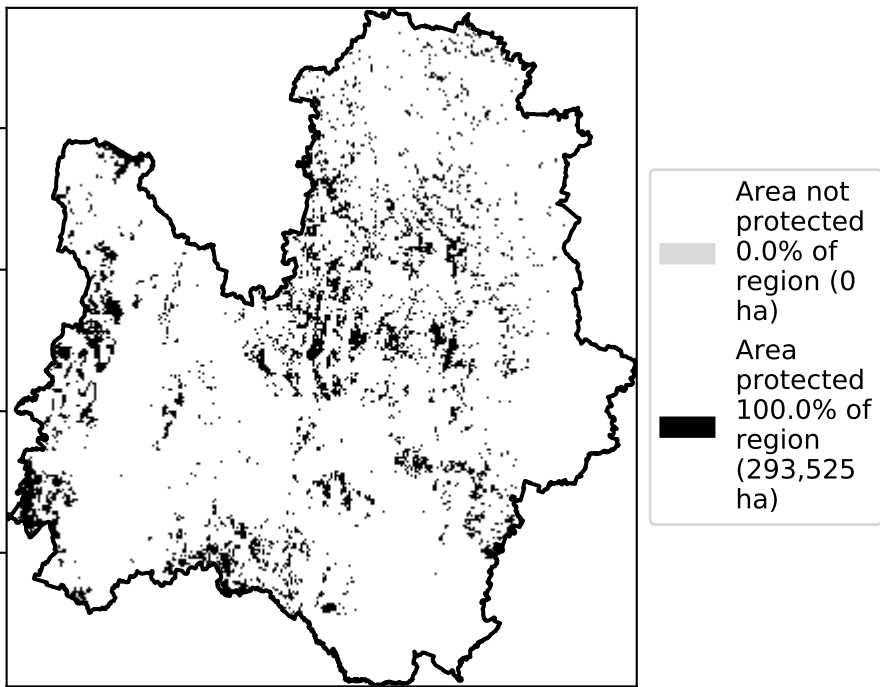 Area not
protected
0.0% of
region (0
ha)
Area
protected
100.0% of
region
(293,525
ha)